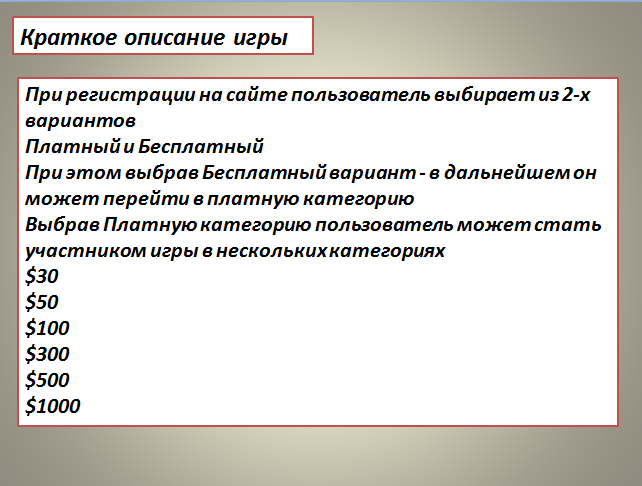 Краткое описание игры
При регистрации на сайте пользователь выбирает из 2-х
вариантов
Платный и Бесплатный
При этом выбрав Бесплатный вариант - в дальнейшем он
может перейти в платную категорию
Выбрав Платную категорию пользователь может стать
участником игры в нескольких категориях
$30
$50
$100
$300
$500
$1000